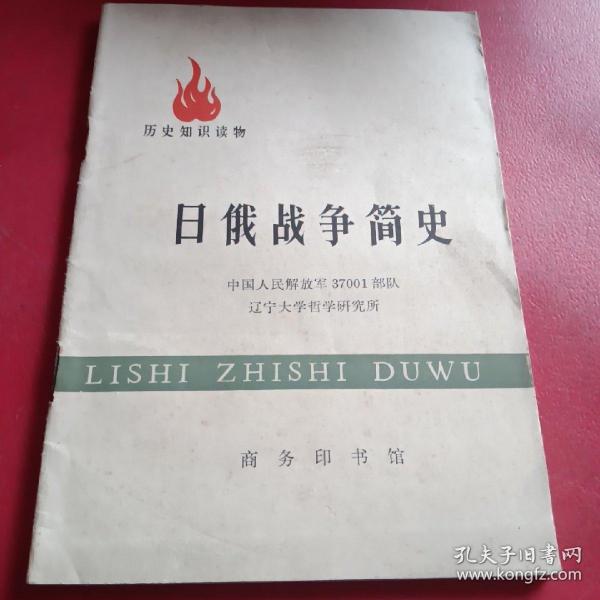 历史知识读物
日俄战争简史
中国人民解放军37001部队
辽宁大学哲学研究所
LISHI ZHISHI DUWU
商务印书馆
孔夫子旧书网
www.kongfz.com